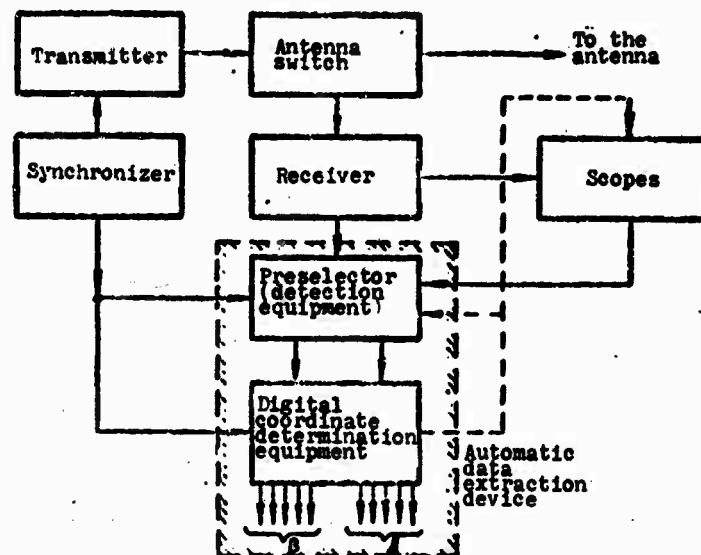 Transmitter
Antenna
switch
To the
antenna
Synchronizer
Receiver
Scopes
Preselector
(detection
equipment)
Digital
coordinate
determination
equipment
Automatic
data
extraction
device
β